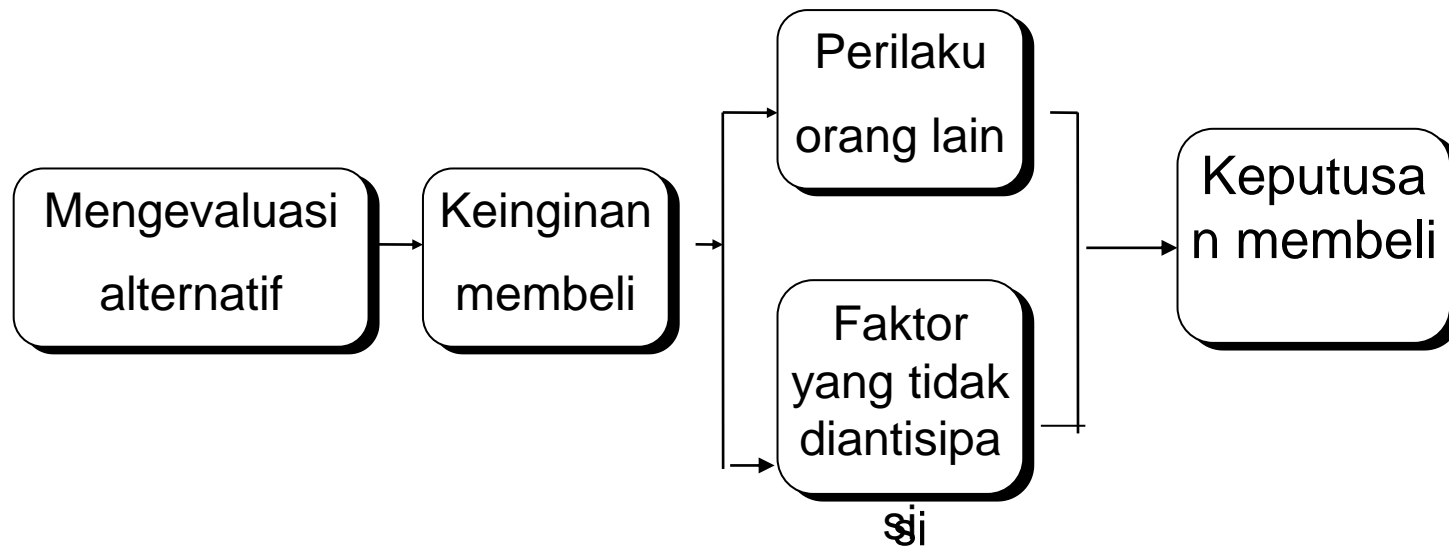 Mengevaluasi
alternatif
Keinginan
membeli
Perilaku
orang lain
Faktor
yang tidak
diantisipa
si
Keputusa
n membeli